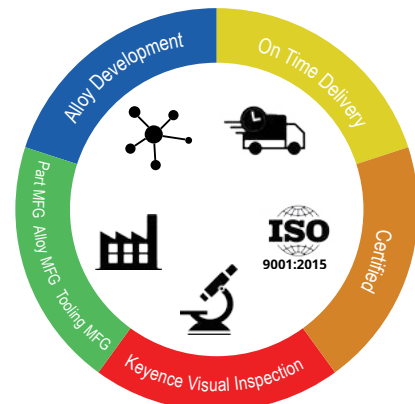 Alloy Development
On Time Delivery
Certified
Keyence Visual Inspection
Part MFG Alloy MFG Tooling MFG
ISO
9001:2015